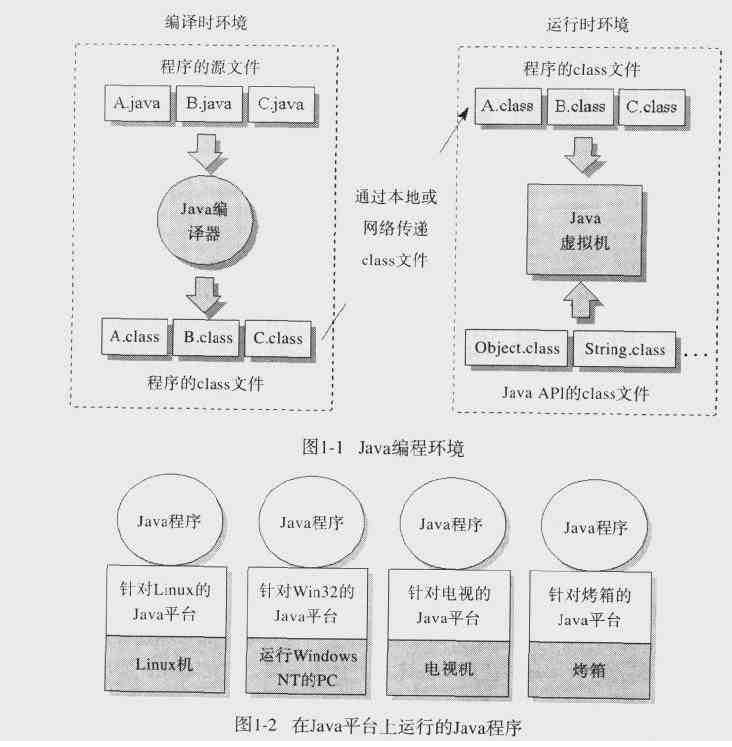 编译时环境
程序的源文件
A.java
B.java
C.java
Java编
译器
A.class
B.class
C.class
程序的class文件
通过本地或
网络传递
class文件
运行时环境
程序的class文件
A.class
B.class
C.class
Java
虚拟机
Object.class
String.class
...
Java API的class文件
图1-1 Java编程环境
Java程序
针对Linux的
Java平台
Linux机
Java程序
针对Win32的
Java平台
运行Windows
NT的PC
Java程序
针对电视的
Java平台
电视机
Java程序
针对烤箱的
Java平台
烤箱
图1-2 在Java平台上运行的Java程序